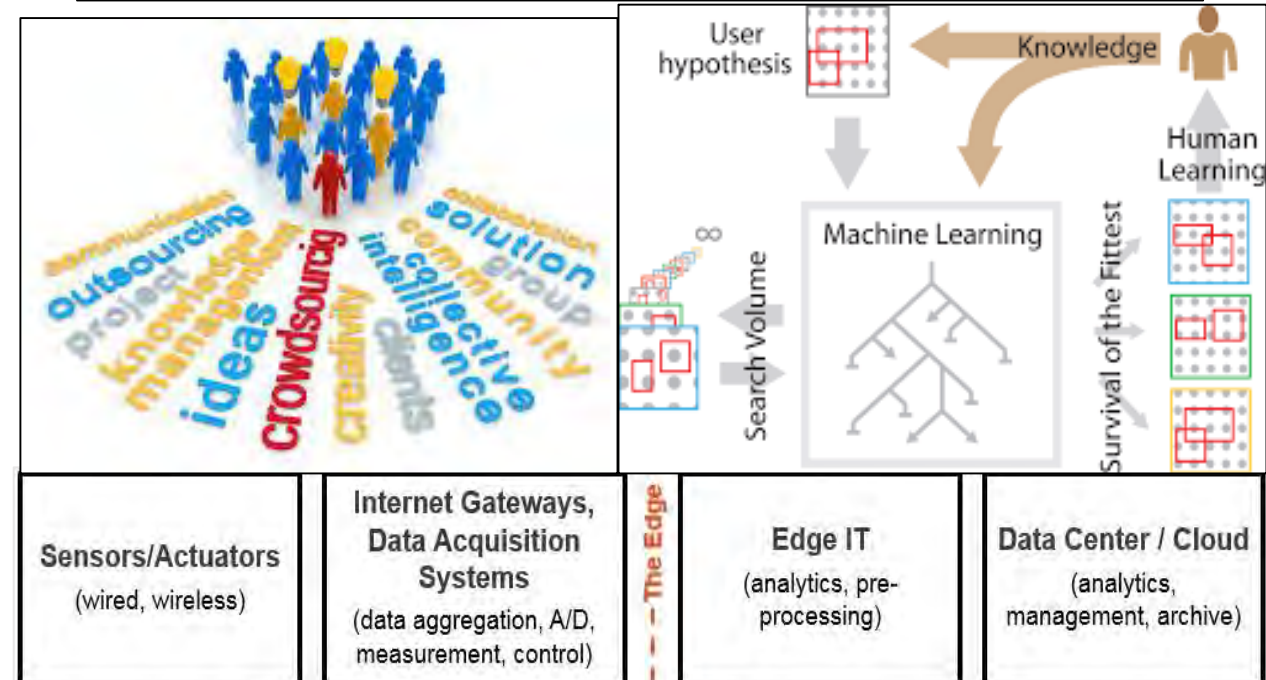 communication
outsourcing
project
knowledge
management
ideas
crowdsourcing
creativity
clients
collective
intelligence
community
group
solution
collaboration
User
hypothesis
Knowledge
Human
Learning
Machine Learning
∞
Search Volume
Survival of the Fittest
Sensors/Actuators
(wired, wireless)
Internet Gateways,
Data Acquisition
Systems
(data aggregation, A/D,
measurement, control)
The Edge
Edge IT
(analytics, pre-
processing)
Data Center / Cloud
(analytics,
management, archive)